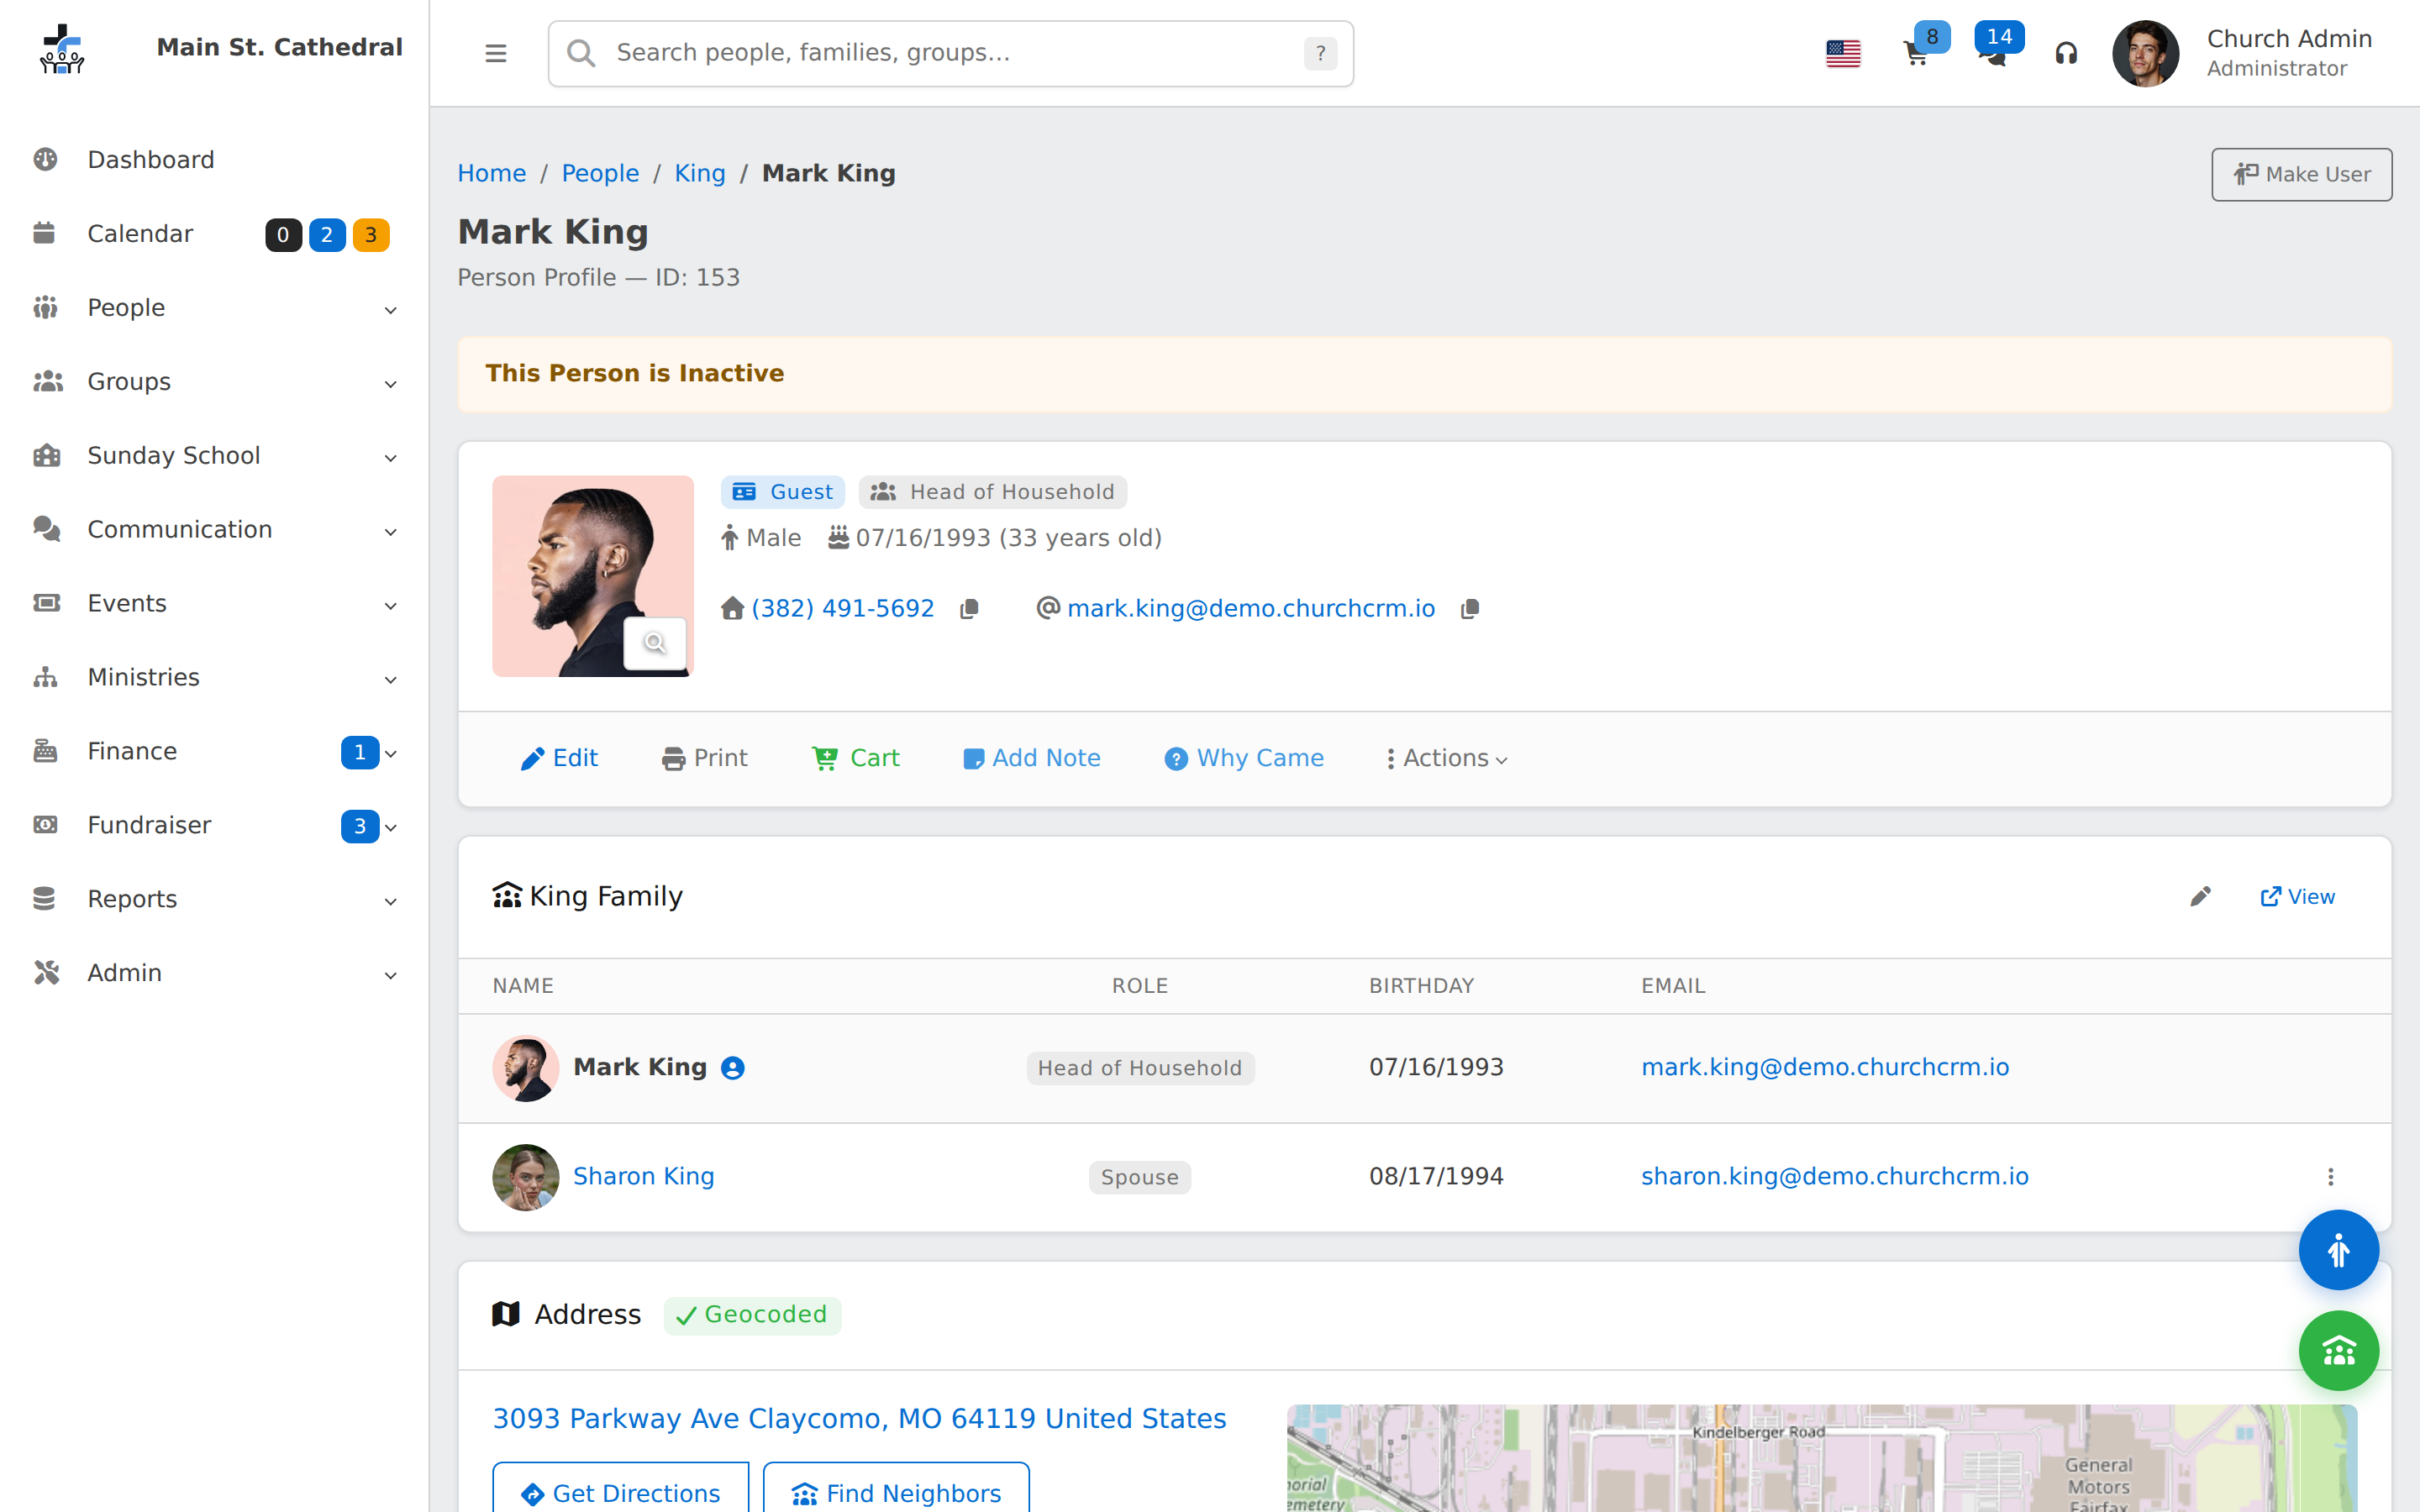 Main St. Cathedral
Search people, families, groups...
?
8
14
Church Admin
Administrator
Dashboard
Calendar
0
2
3
People
Groups
Sunday School
Communication
Events
Ministries
Finance
1
Fundraiser
3
Reports
Admin
Home / People / King / Mark King
Make User
Mark King
Person Profile — ID: 153
This Person is Inactive
Guest
Head of Household
Male
07/16/1993 (33 years old)
(382) 491-5692
mark.king@demo.churchcrm.io
Edit
Print
Cart
Add Note
Why Came
Actions
King Family
View
NAME
ROLE
BIRTHDAY
EMAIL
Mark King
Head of Household
07/16/1993
mark.king@demo.churchcrm.io
Sharon King
Spouse
08/17/1994
sharon.king@demo.churchcrm.io
Address
Geocoded
3093 Parkway Ave Claycomo, MO 64119 United States
Get Directions
Find Neighbors
Kindelberger Road
General
Motors
Fairfax